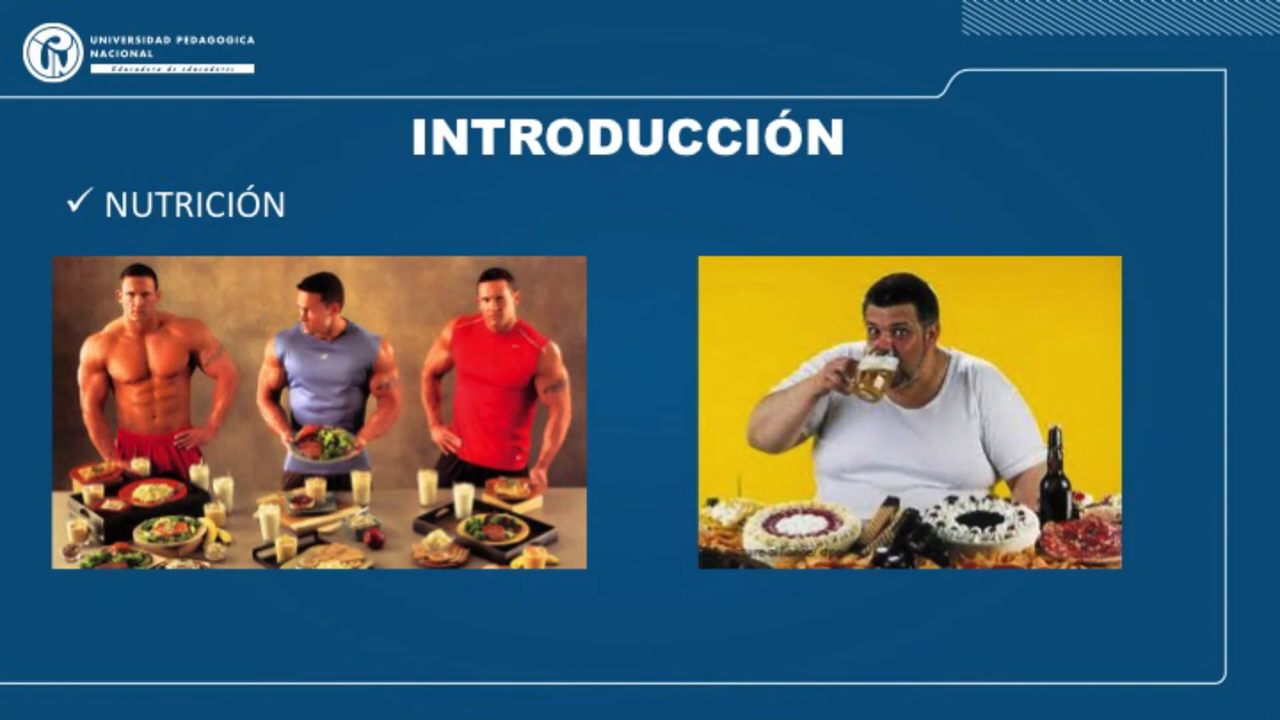 UNIVERSIDAD PEDAGOGICA
NACIONAL
Educadora de educadores
INTRODUCCIÓN
✓ NUTRICIÓN